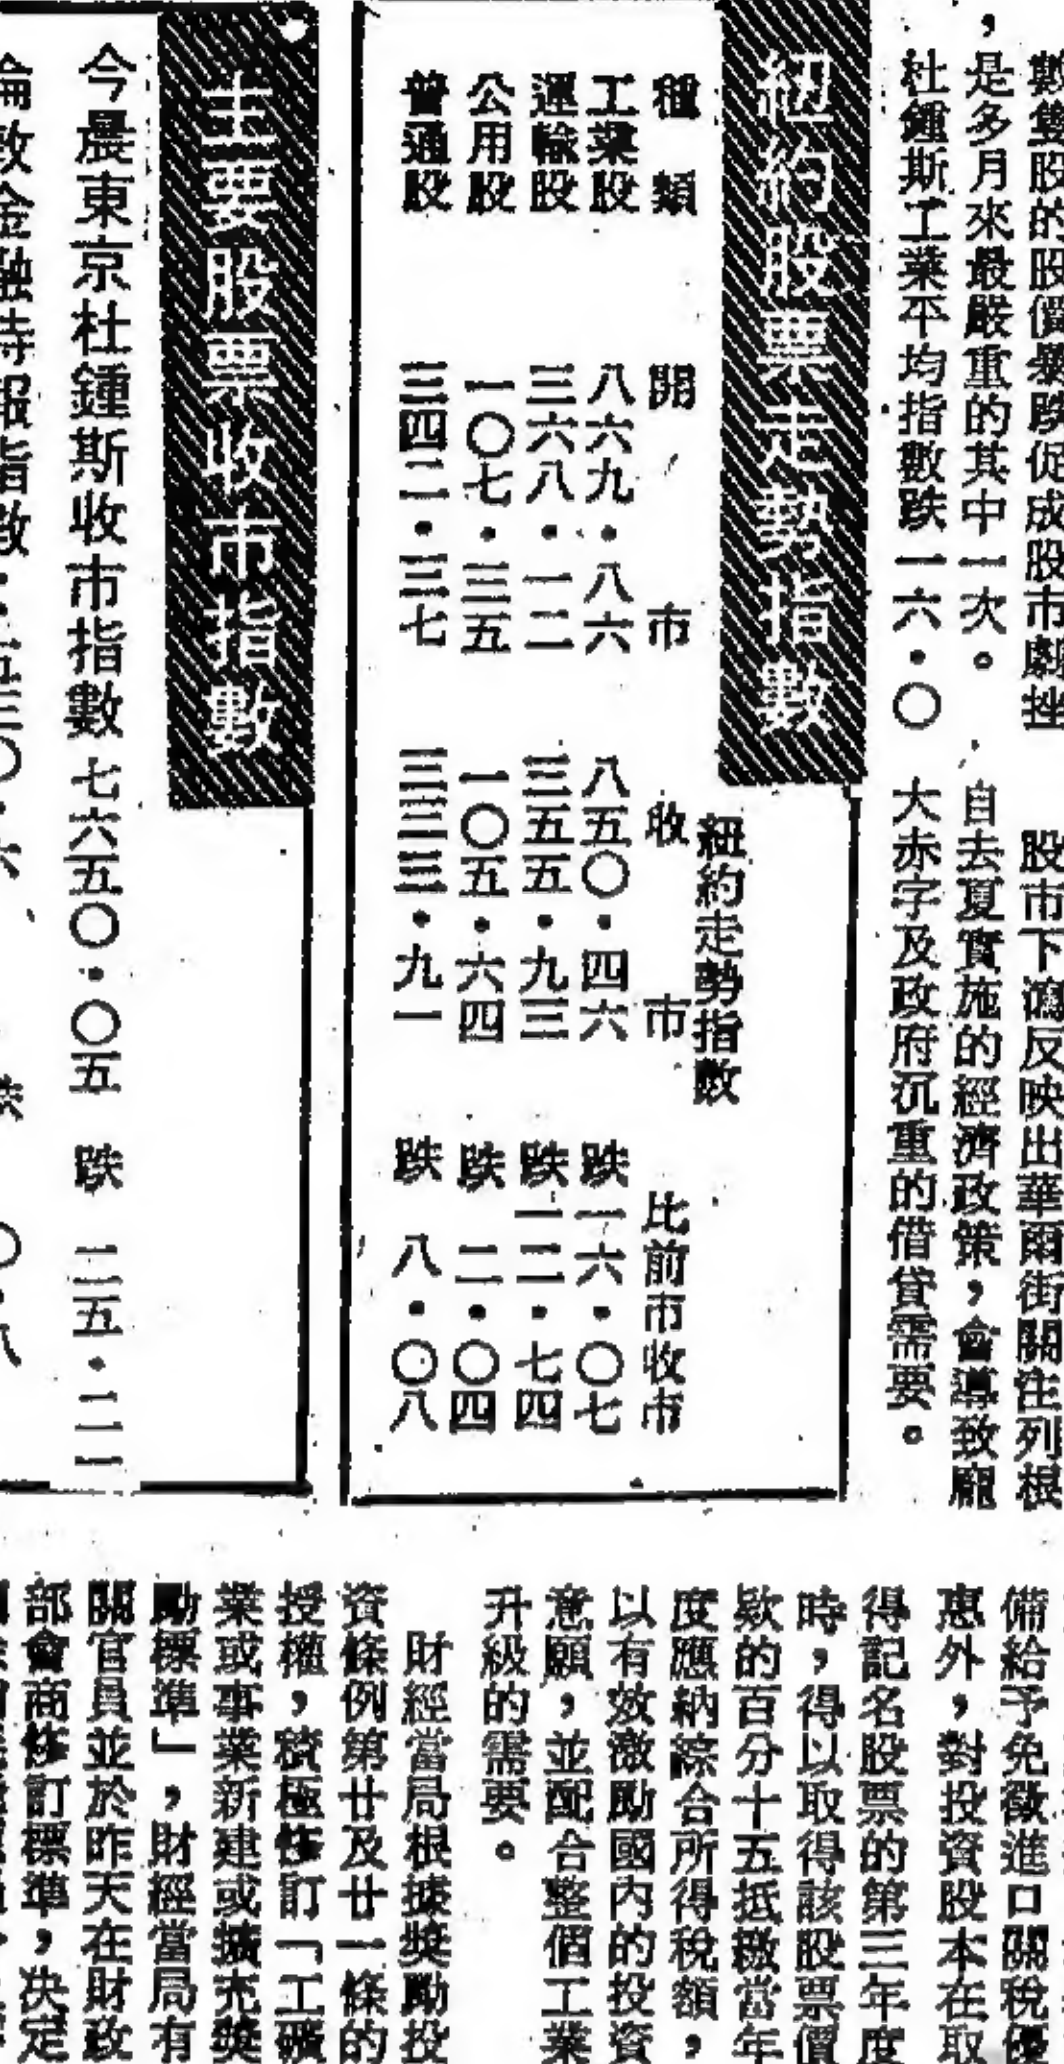 數雙股的股價暴跌促成股市顛挫
，是多月來最嚴重的其中一次。
杜鍾斯工業平均指數跌一六・〇
股市下瀉反映出華爾街關注列根
自去夏實施的經濟政策，會導致龐
大赤字及政府沉重的借貸需要。
紐約股票走勢指數
紐約走勢指數
種類 開市 收市 比前市收市
工業股 八六九・八六 八五〇・四六 跌一六・〇七
運輸股 三六八・一二 三五五・九三 跌一二・七四
公用股 一〇七・三五 一〇五・六四 跌 二・〇四
普通股 三四二・三七 三三三・九一 跌 八・〇八
主要股票收市指數
今晨東京杜鍾斯收市指數 七六五〇・〇五 跌 一三五・二一
倫敦金融時報指數
備給予免徵進口關稅優
惠外，對投資股本在取
得記名股票的第三年度
時，得以取得該股票價
款的百分十五抵繳當年
度應納綜合所得稅額，
以有效激勵國內的投資
意願，並配合整個工業
升級的需要。
財經當局根據獎勵投
資條例第廿及廿一條的
授權，積極修訂「工礦
業或事業新建或擴充獎
勵標準」，財經當局有
關官員並於昨天在財政
部會商修訂標準，決定